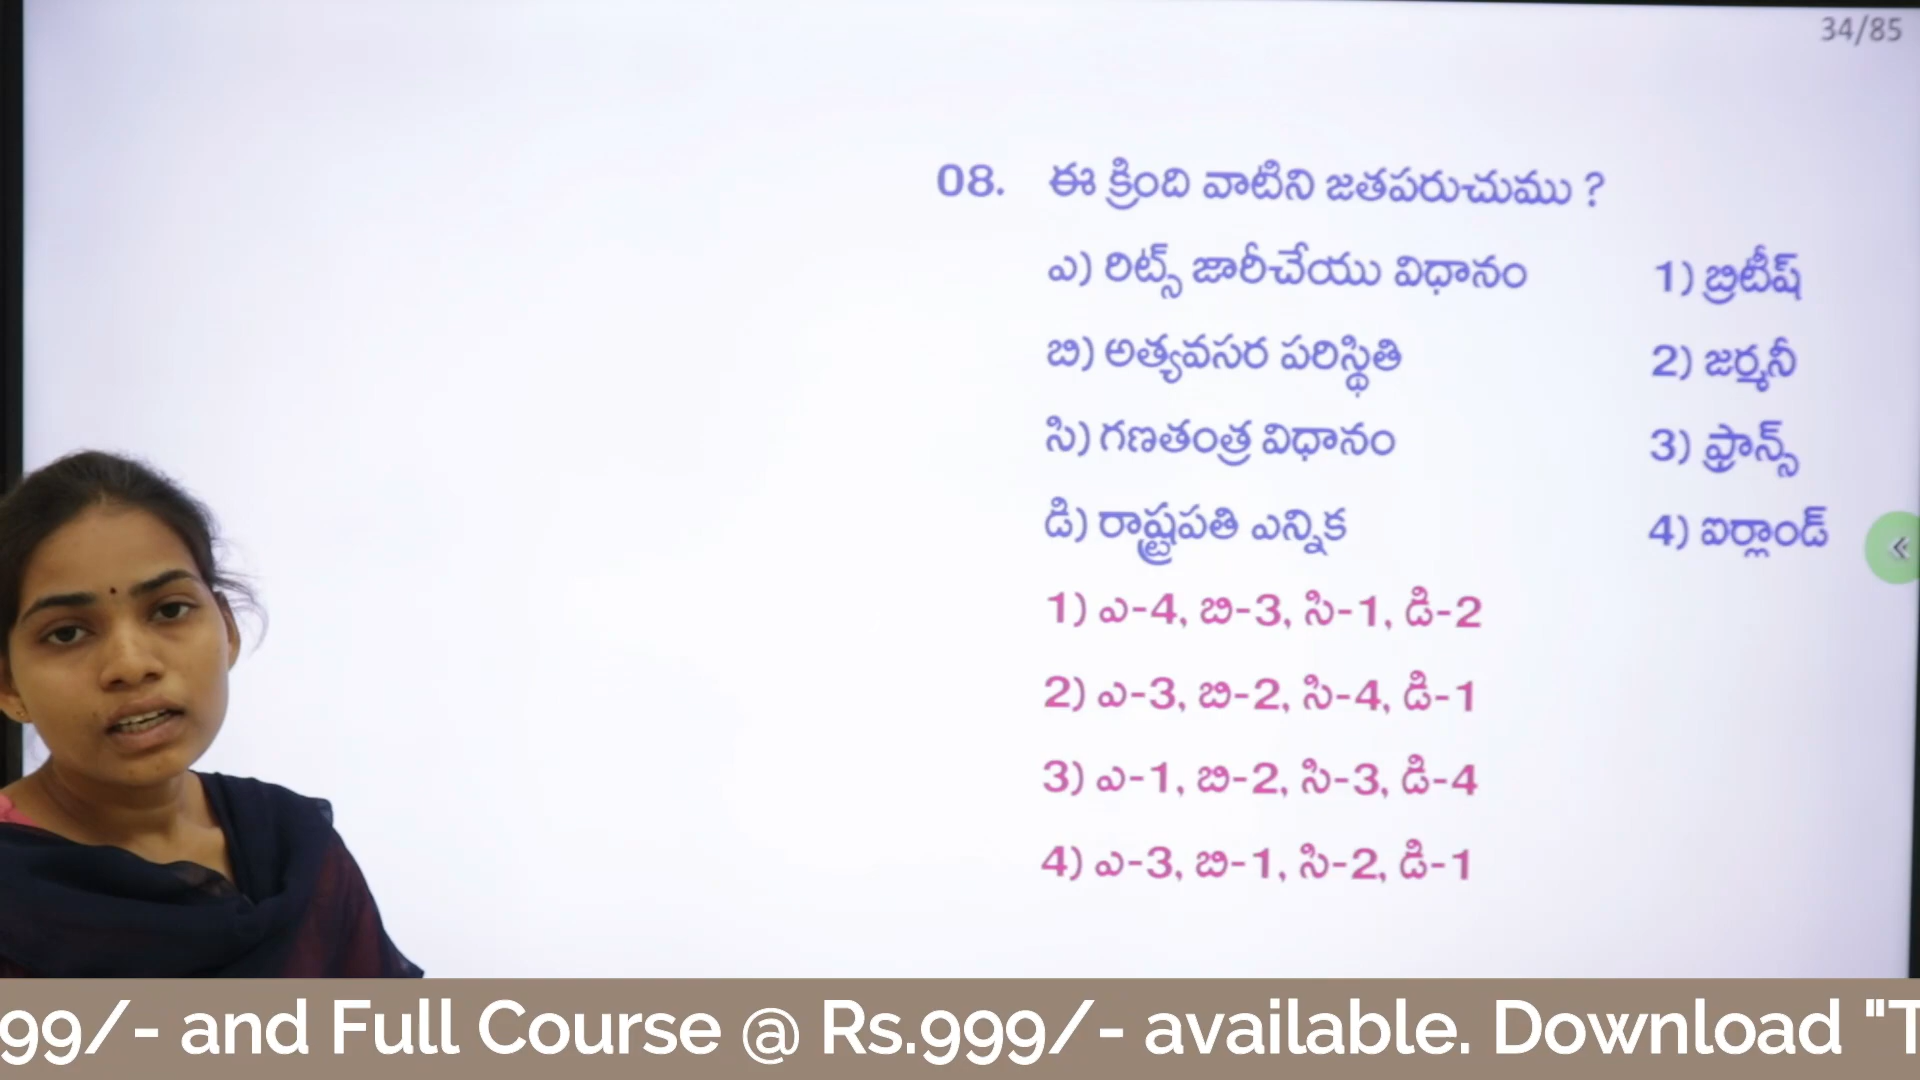 34/85
08. ఈ క్రింది వాటిని జతపరుచుము ?
ఎ) రిట్స్ జారీచేయు విధానం 1) బ్రిటీష్
బి) అత్యవసర పరిస్థితి 2) జర్మనీ
సి) గణతంత్ర విధానం 3) ఫ్రాన్స్
డి) రాష్ట్రపతి ఎన్నిక 4) ఐర్లాండ్
1) ఎ-4, బి-3, సి-1, డి-2
2) ఎ-3, బి-2, సి-4, డి-1
3) ఎ-1, బి-2, సి-3, డి-4
4) ఎ-3, బి-1, సి-2, డి-1
99/- and Full Course @ Rs.999/- available. Download "T